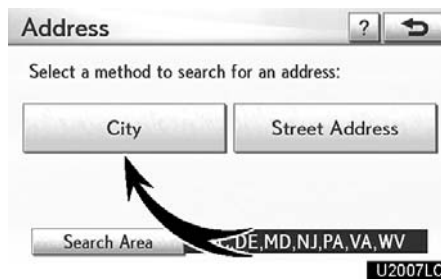 Address ?
Select a method to search for an address:
City Street Address
Search Area DE,MD,NJ,PA,VA,WV
U2007LC